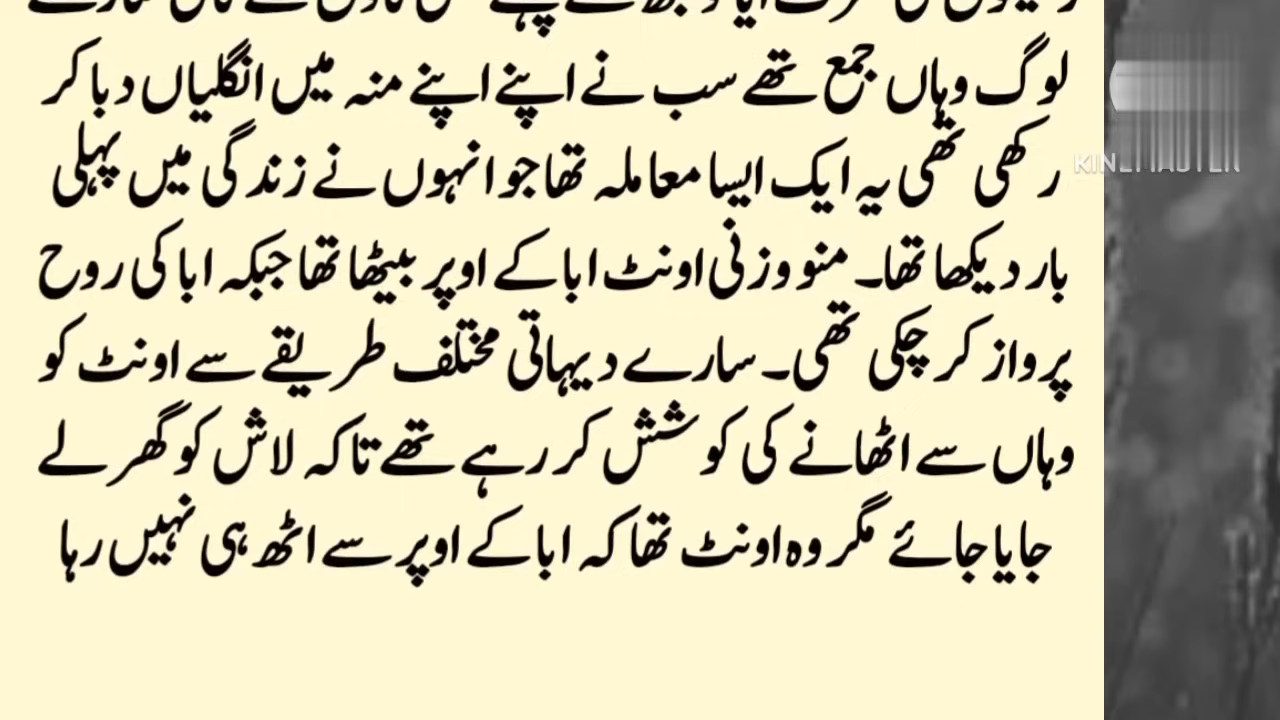 لوگ وہاں جمع تھے سب نے اپنے اپنے منہ میں انگلیاں دبا کر
رکھی تھی یہ ایک ایسا معاملہ تھا جو انہوں نے زندگی میں پہلی
بار دیکھا تھا۔ منو وزنی اونٹ ابا کے اوپر بیٹھا تھا جبکہ ابا کی روح
پرواز کر چکی تھی۔ سارے دیہاتی مختلف طریقے سے اونٹ کو
وہاں سے اٹھانے کی کوشش کر رہے تھے تاکہ لاش کو گھر لے
جایا جائے مگر وہ اونٹ تھا کہ ابا کے اوپر سے اٹھ ہی نہیں رہا
KINEMASTER